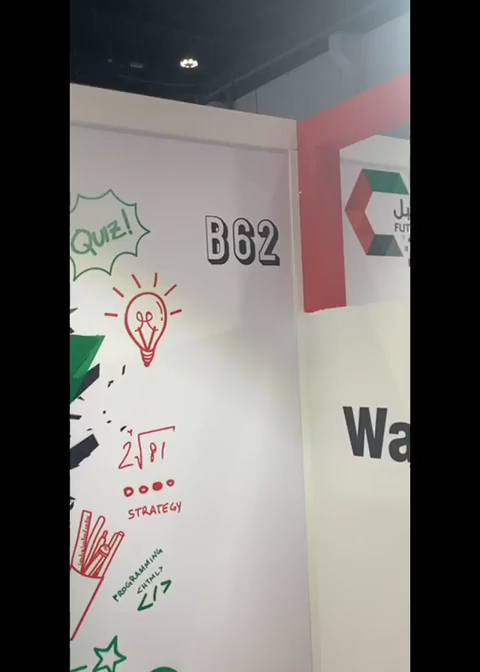 QUIZ!
B62
FUT
Wa
2√81
STRATEGY
PROGRAMMING
<HTML>
</>